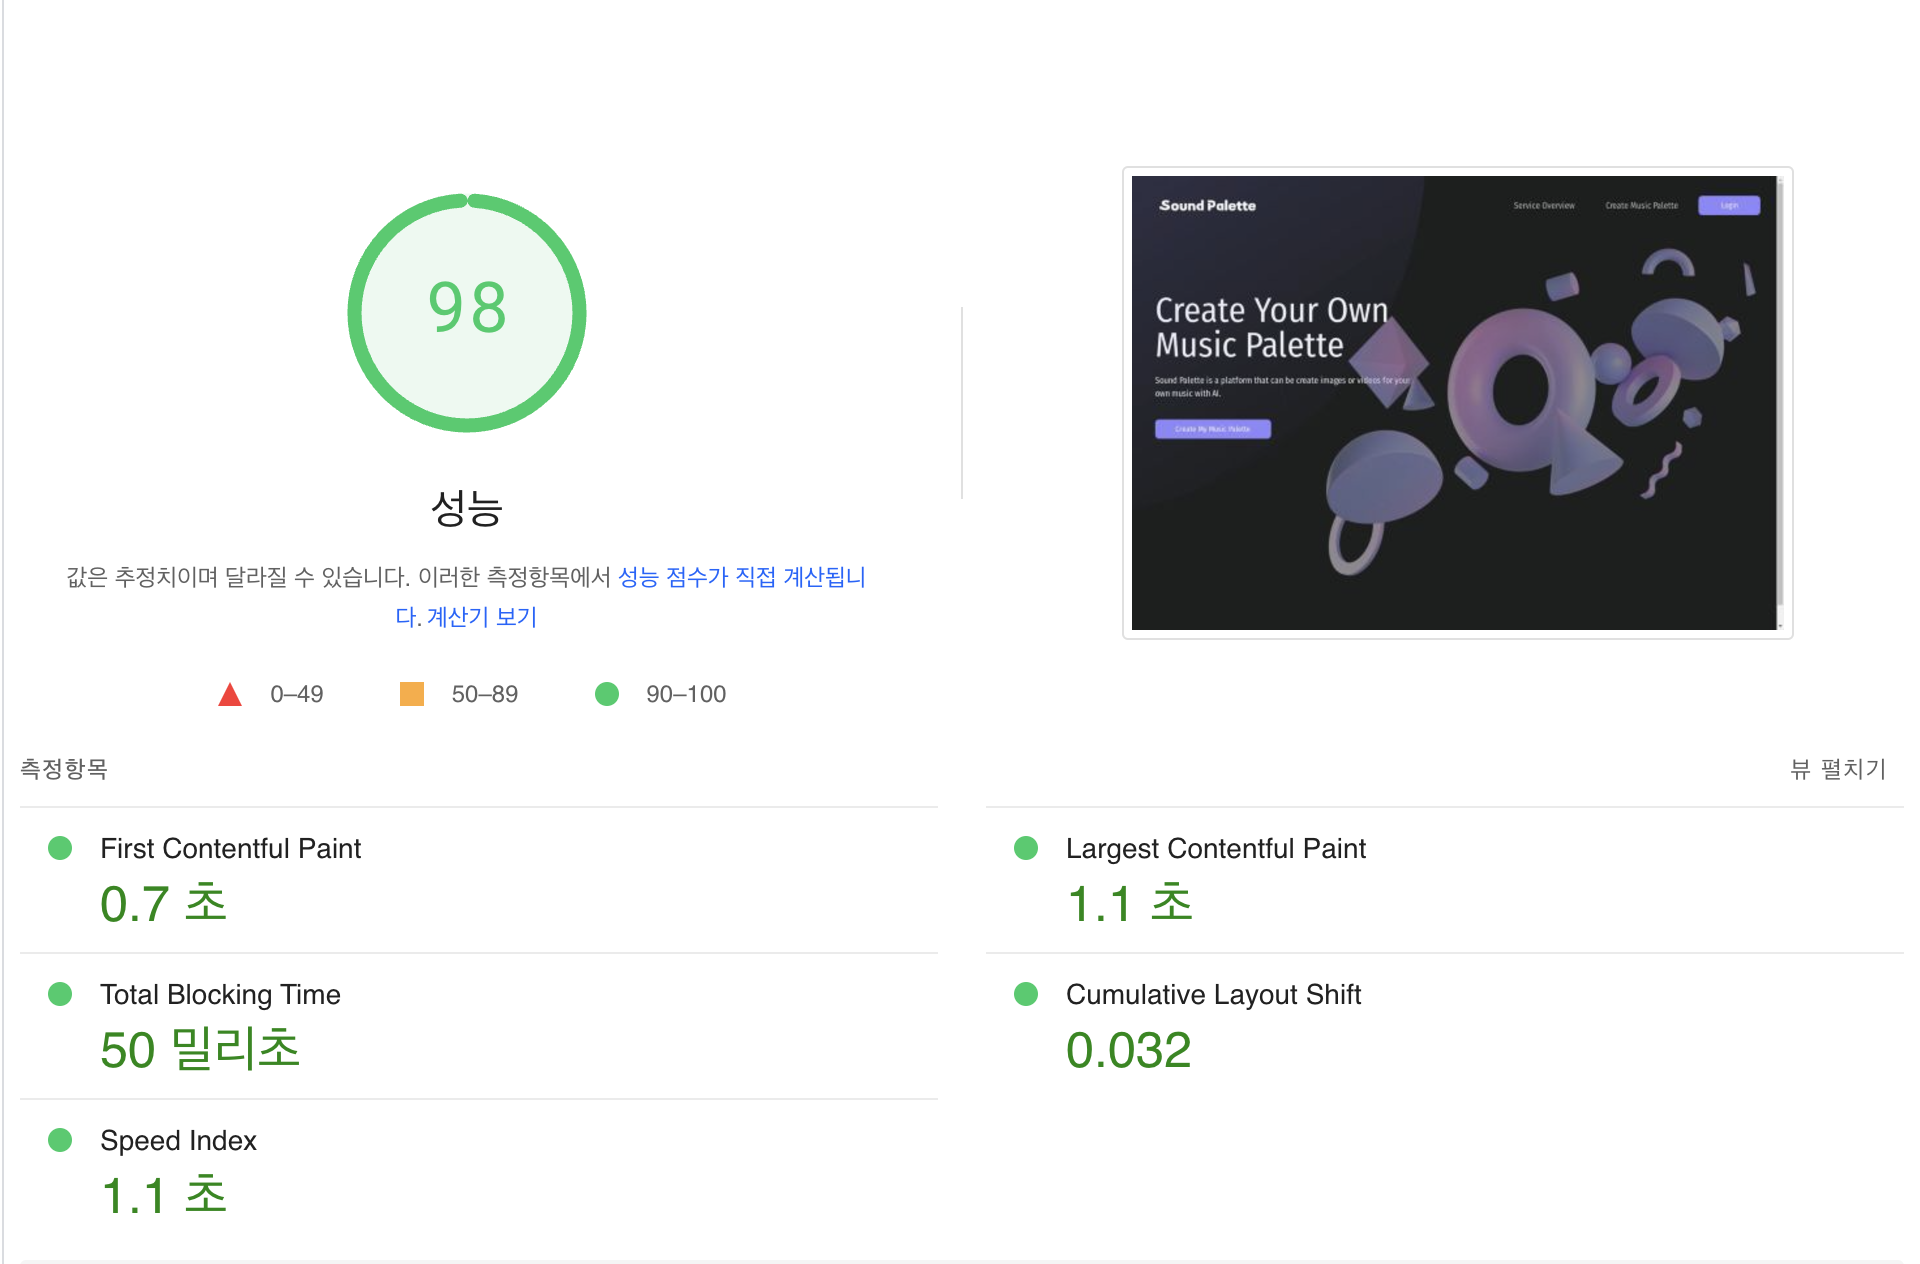 98
성능
값은 추정치이며 달라질 수 있습니다. 이러한 측정항목에서 성능 점수가 직접 계산됩니
다. 계산기 보기
0–49
50–89
90–100
Sound Palette
Service Overview
Create Music Palette
Login
Create Your Own
Music Palette
Sound Palette is a platform that can be create images or videos for your
own music with AI.
Create My Music Palette
측정항목
뷰 펼치기
First Contentful Paint
0.7 초
Largest Contentful Paint
1.1 초
Total Blocking Time
50 밀리초
Cumulative Layout Shift
0.032
Speed Index
1.1 초